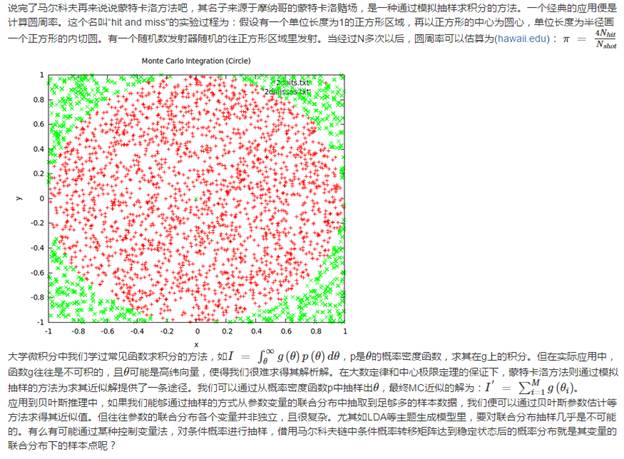 说完了马尔科夫再来说说蒙特卡洛方法吧，其名子来源于摩纳哥的蒙特卡洛赌场，是一种通过模拟抽样求积分的方法。一个经典的应用便是
计算圆周率。这个名叫"hit and miss"的实验过程为：假设有一个单位长度为1的正方形区域，再以正方形的中心为圆心，单位长度为半径画
一个正方形的内切圆。有一个随机数发射器随机的往正方形区域里发射。当经过N多次以后，圆周率可以估算为(hawaii.edu)：π = 4N_hit / N_shot
Monte Carlo Integration (Circle)
1
0.8
0.6
0.4
0.2
0
-0.2
-0.4
-0.6
-0.8
-1
y
-1 -0.8 -0.6 -0.4 -0.2 0 0.2 0.4 0.6 0.8 1
x
大学微积分中我们学过常见函数求积分的方法，如I = ∫_θ^∞ g(θ) p(θ) dθ，p是θ的概率密度函数，求其在g上的积分。但在实际应用中，
函数g往往是不可积的，且θ可能是高纬向量，便得我们很难求得其解析解。在大数定律和中心极限定理的保证下，蒙特卡洛方法则通过模拟
抽样的方法为求其近似解提供了一条途径。我们可以通过从概率密度函数p中抽样出θ，最终MC近似的解为：I′ = ∑_{i=1}^M g(θ_i)。
应用到贝叶斯推理中，如果我们能够通过抽样的方式从参数变量的联合分布中抽取到足够多的样本数据，我们便可以通过贝叶斯参数估计等
方法求得其近似值。但往往参数的联合分布各个变量并非独立，且很复杂。尤其如LDA等主题生成模型里，要对联合分布抽样几乎是不可能
的。有么有可能通过某种控制变量法，对条件概率进行抽样，借用马尔科夫链中条件概率转移矩阵达到稳定状态后的概率分布就是其变量的
联合分布下的样本点呢？